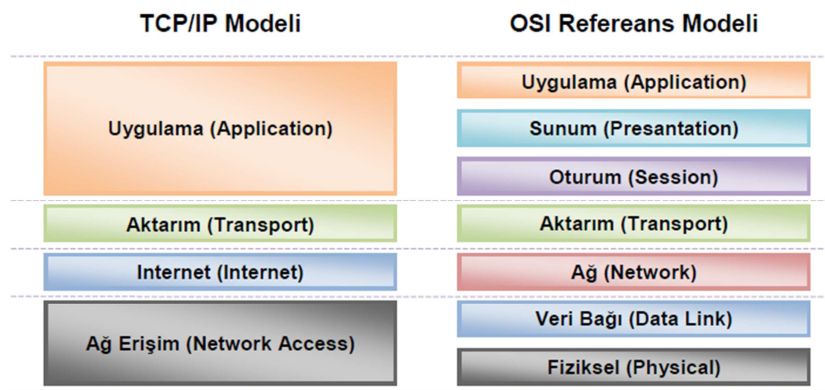 TCP/IP Modeli
OSI Refereans Modeli
Uygulama (Application)
Aktarım (Transport)
Internet (Internet)
Ağ Erişim (Network Access)
Uygulama (Application)
Sunum (Presantation)
Oturum (Session)
Aktarım (Transport)
Ağ (Network)
Veri Bağı (Data Link)
Fiziksel (Physical)